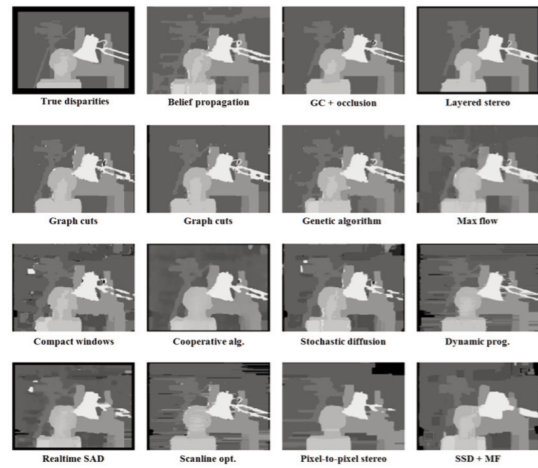 True disparities
Belief propagation
GC + occlusion
Layered stereo
Graph cuts
Graph cuts
Genetic algorithm
Max flow
Compact windows
Cooperative alg.
Stochastic diffusion
Dynamic prog.
Realtime SAD
Scanline opt.
Pixel-to-pixel stereo
SSD + MF